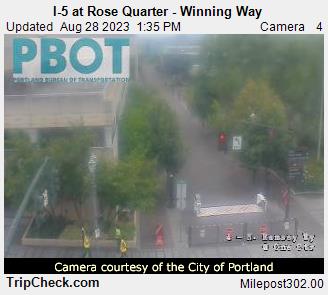 I-5 at Rose Quarter - Winning Way
Updated Aug 28 2023 1:35 PM Camera 4
PBOT
PORTLAND BUREAU OF TRANSPORTATION
Camera courtesy of the City of Portland
TripCheck.com Milepost302.00